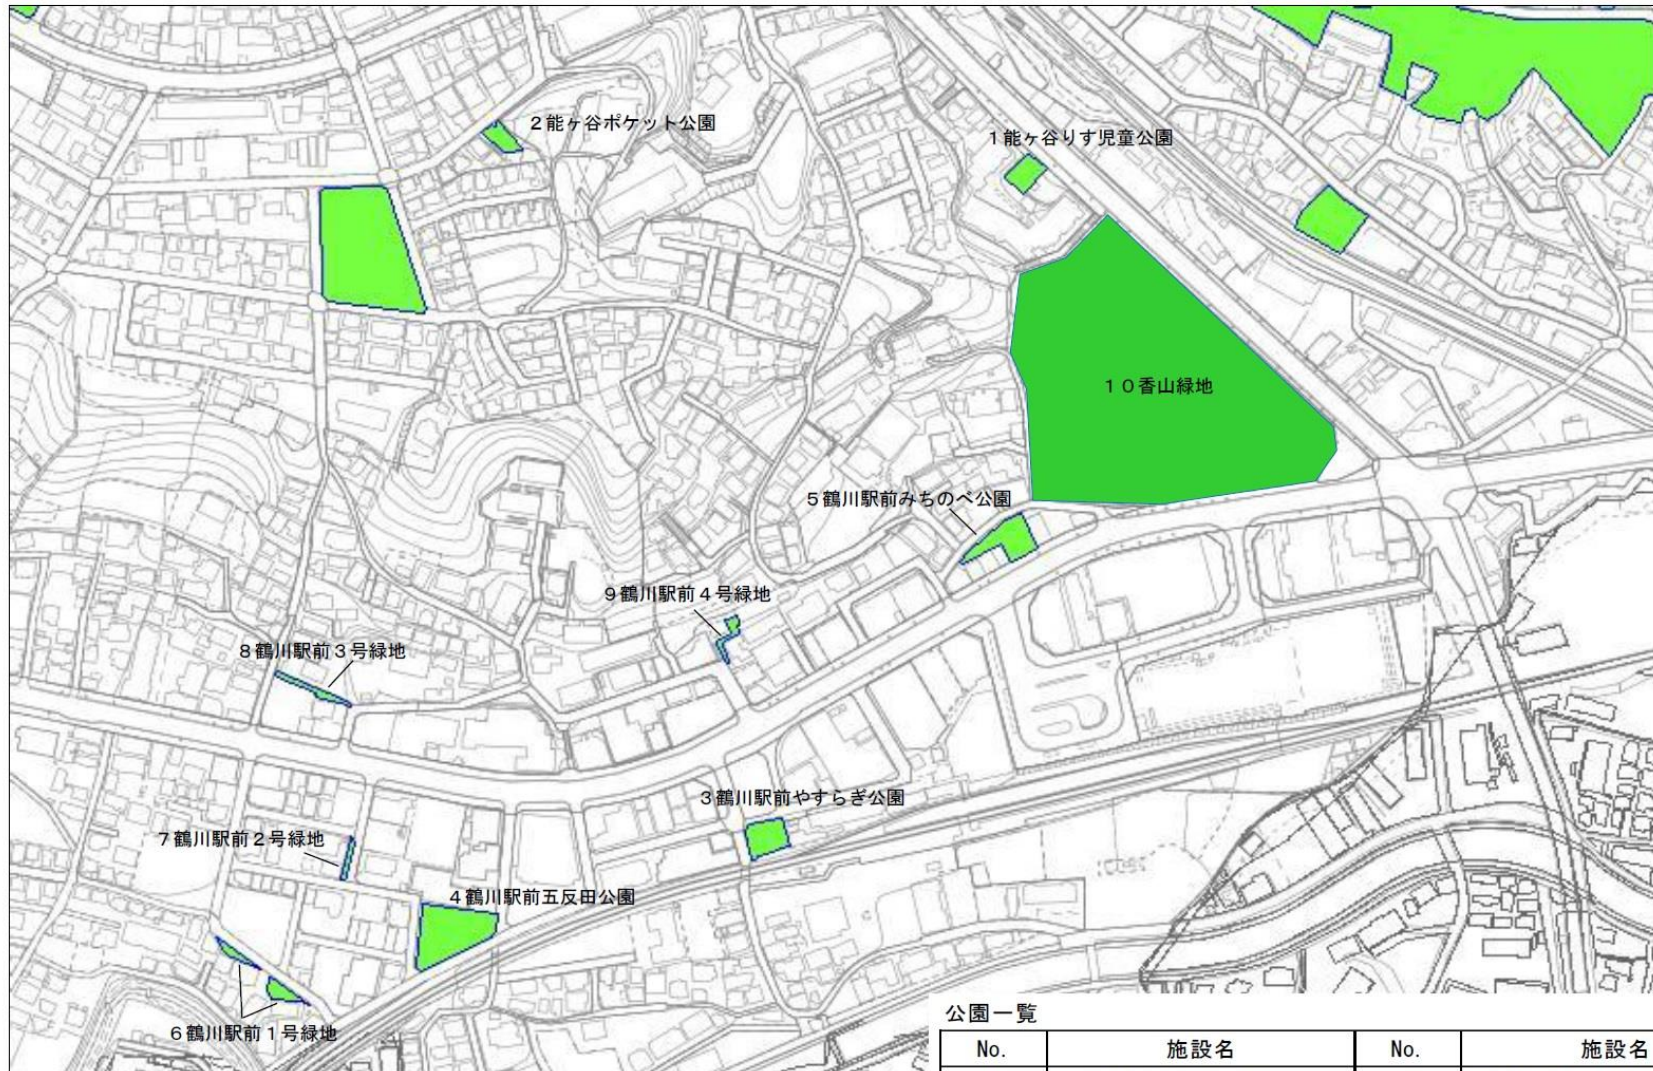 ２能ヶ谷ポケット公園
１能ヶ谷りす児童公園
１０香山緑地
５鶴川駅前みちのべ公園
９鶴川駅前４号緑地
８鶴川駅前３号緑地
３鶴川駅前やすらぎ公園
７鶴川駅前２号緑地
４鶴川駅前五反田公園
６鶴川駅前１号緑地
公園一覧
No. 施設名 No. 施設名